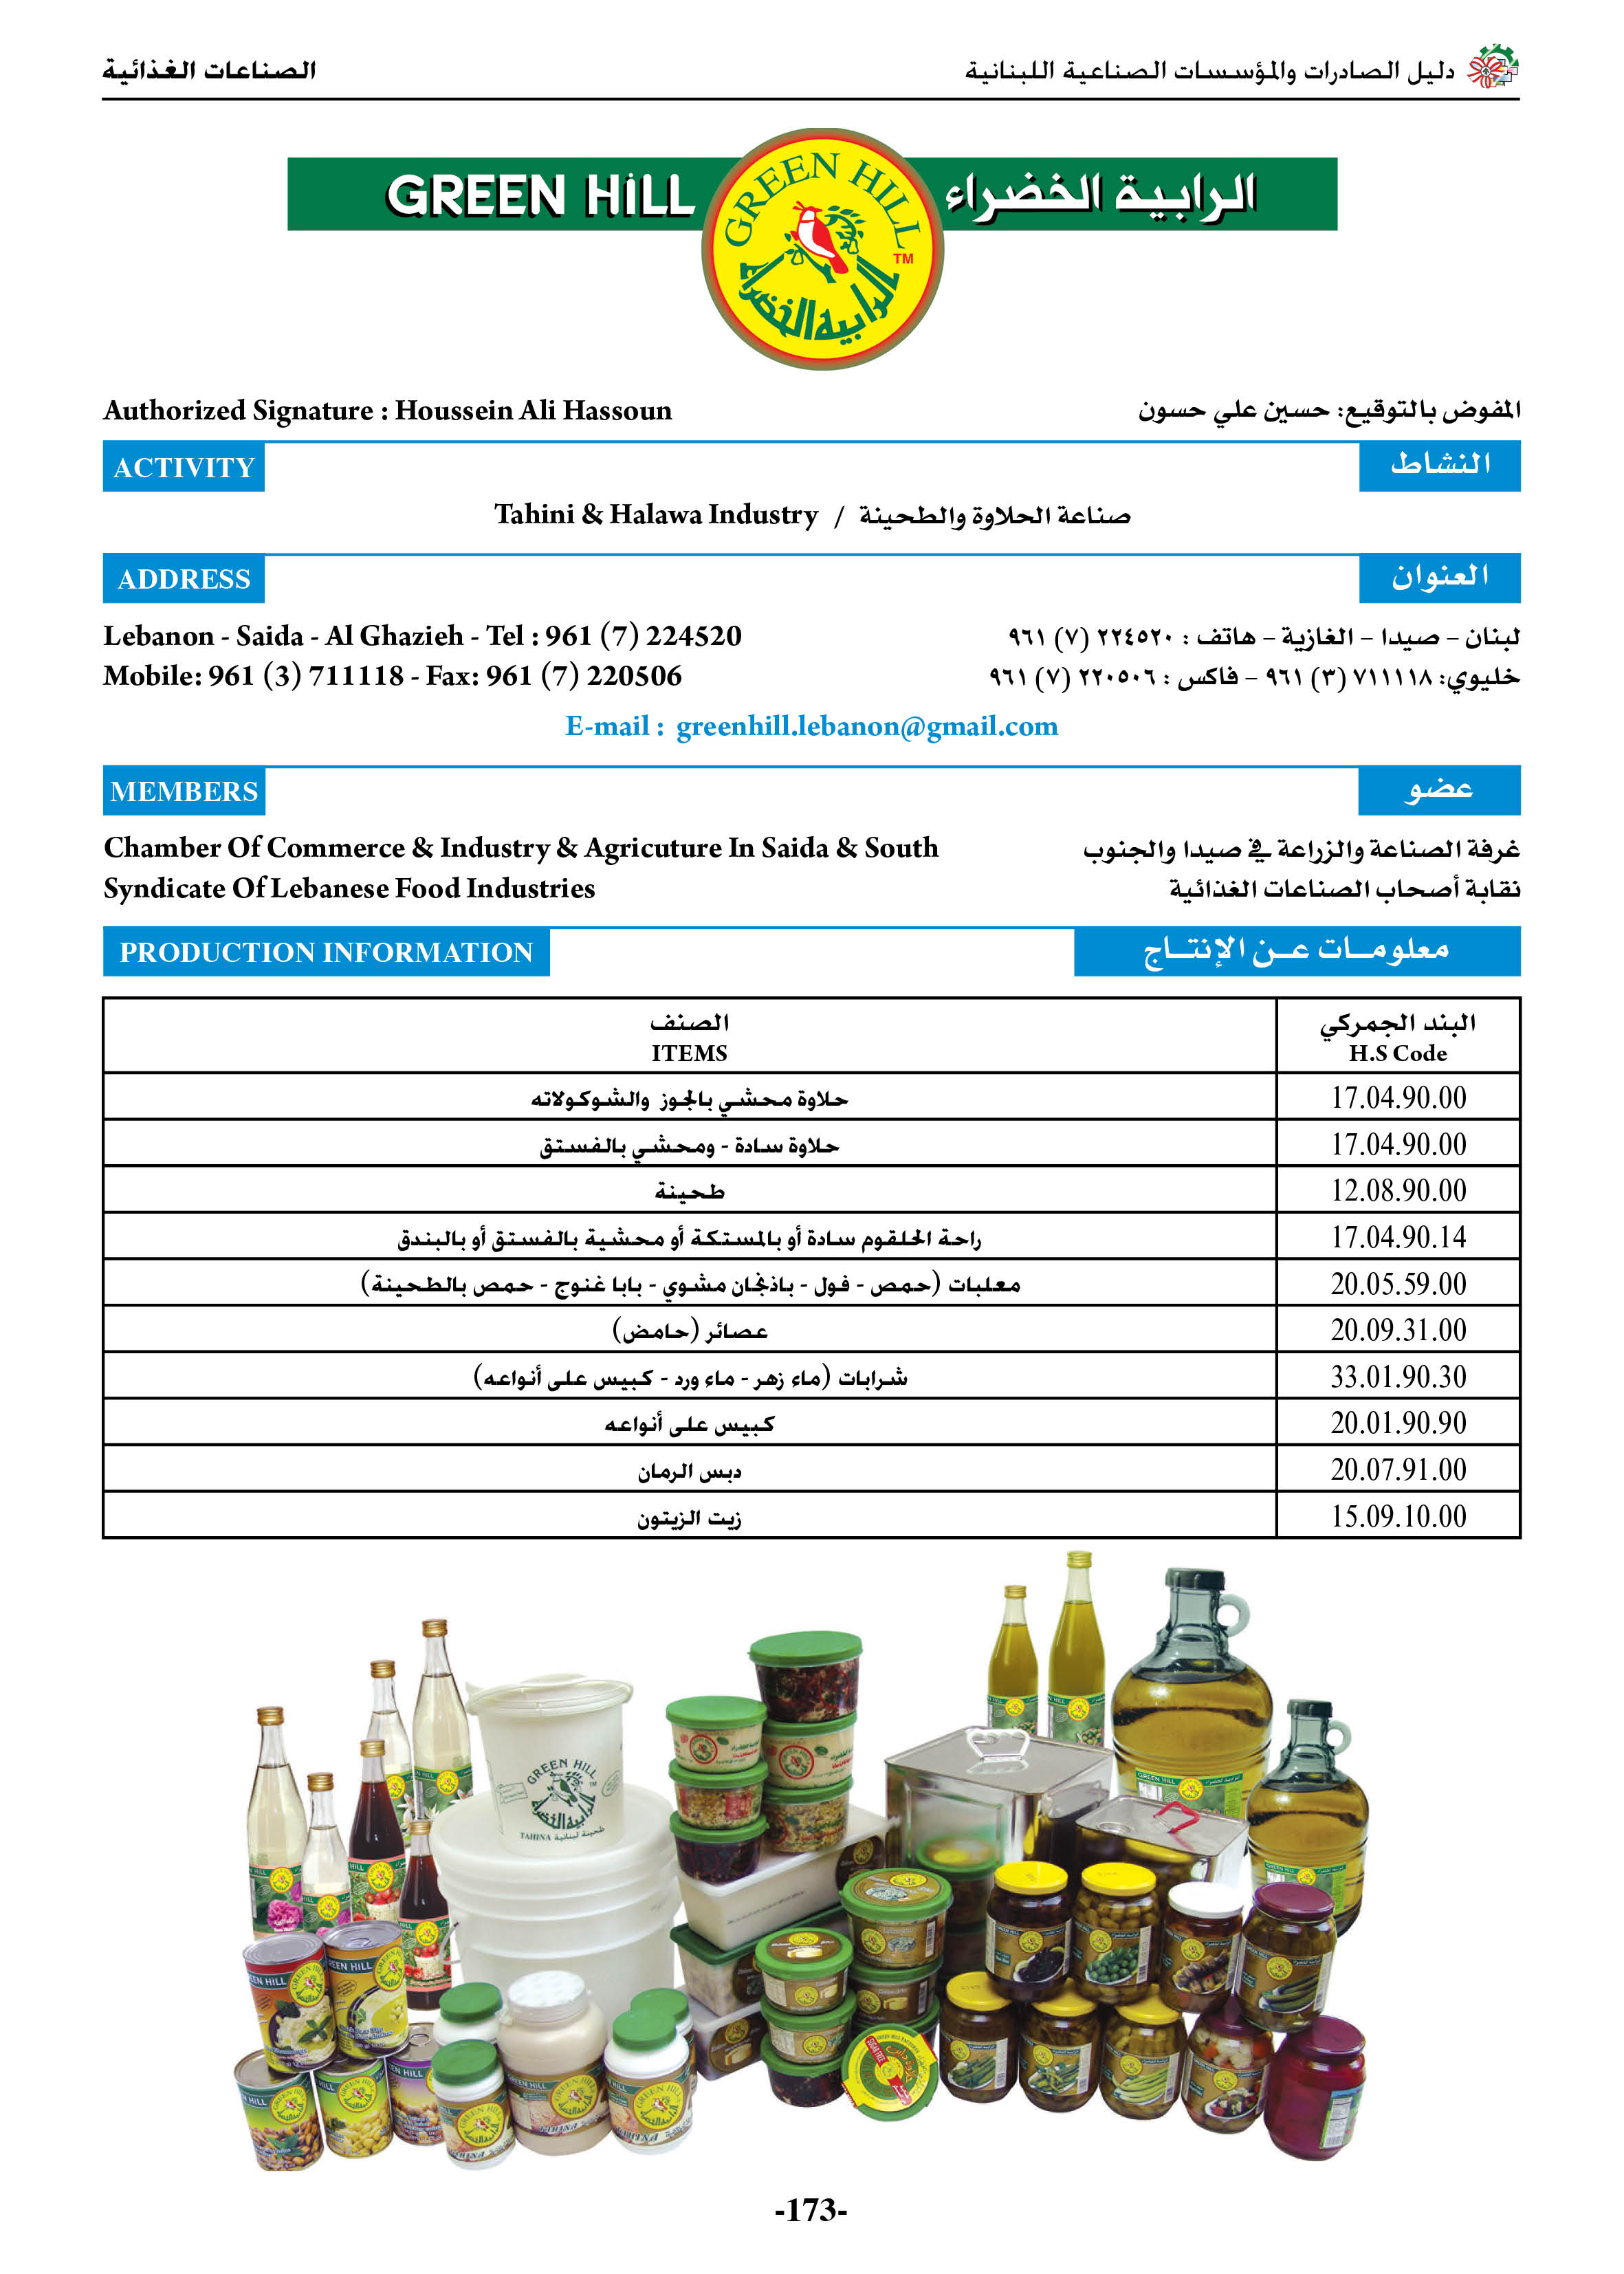 دليل الصادرات والمؤسسات الصناعية اللبنانية
الصناعات الغذائية
GREEN HiLL
الرابية الخضراء
GREEN HILL
TM
الرابية الخضراء
Authorized Signature : Houssein Ali Hassoun
المفوض بالتوقيع: حسين علي حسون
ACTIVITY
النشاط
Tahini & Halawa Industry / صناعة الحلاوة والطحينة
ADDRESS
العنوان
Lebanon - Saida - Al Ghazieh - Tel : 961 (7) 224520
Mobile: 961 (3) 711118 - Fax: 961 (7) 220506
لبنان – صيدا – الغازية – هاتف : ٢٢٤٥٢٠ (٧) ٩٦١
خليوي: ٧١١١١٨ (٣) ٩٦١ – فاكس : ٢٢٠٥٠٦ (٧) ٩٦١
E-mail : greenhill.lebanon@gmail.com
MEMBERS
عضو
Chamber Of Commerce & Industry & Agricuture In Saida & South
Syndicate Of Lebanese Food Industries
غرفة الصناعة والزراعة في صيدا والجنوب
نقابة أصحاب الصناعات الغذائية
PRODUCTION INFORMATION
معلومـات عـن الإنتـاج
الصنف
ITEMS
البند الجمركي
H.S Code
حلاوة محشي بالجوز والشوكولاته
17.04.90.00
حلاوة سادة - ومحشي بالفستق
17.04.90.00
طحينة
12.08.90.00
راحة الحلقوم سادة أو بالمستكة أو محشية بالفستق أو بالبندق
17.04.90.14
معلبات (حمص - فول - باذنجان مشوي - بابا غنوج - حمص بالطحينة)
20.05.59.00
عصائر (حامض)
20.09.31.00
شرابات (ماء زهر - ماء ورد - كبيس على أنواعه)
33.01.90.30
كبيس على أنواعه
20.01.90.90
دبس الرمان
20.07.91.00
زيت الزيتون
15.09.10.00
GREEN HILL
TM
الرابية الخضراء
TAHINA طحينة لبنانية
-173-